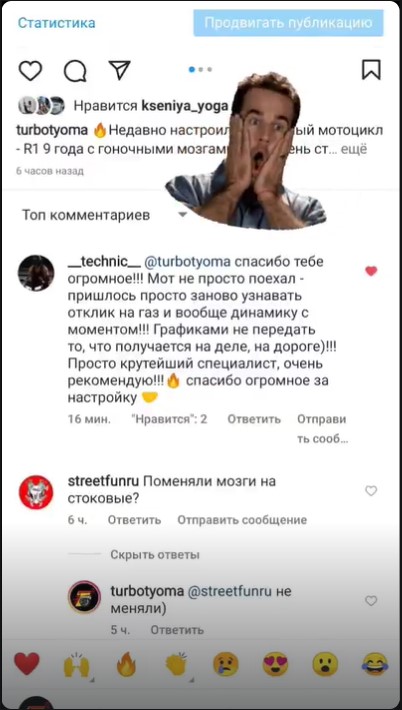 Статистика
Продвигать публикацию
Нравится kseniya_yoga
turbotyoma 🔥Недавно настроил ый мотоцикл
- R1 9 года с гоночными мозгам ень ст... ещё
6 часов назад
Топ комментариев
__technic__ @turbotyoma спасибо тебе
огромное!!! Мот не просто поехал -
пришлось просто заново узнавать
отклик на газ и вообще динамику с
моментом!!! Графиками не передать
то, что получается на деле, на дороге)!!!
Просто крутейший специалист, очень
рекомендую!!!🔥 спасибо огромное за
настройку 🤝
16 мин. "Нравится": 2 Ответить Отправи
ть сооб...
streetfunru Поменяли мозги на
стоковые?
6 ч. Ответить Отправить сообщение
Скрыть ответы
turbotyoma @streetfunru не
меняли)
5 ч. Ответить